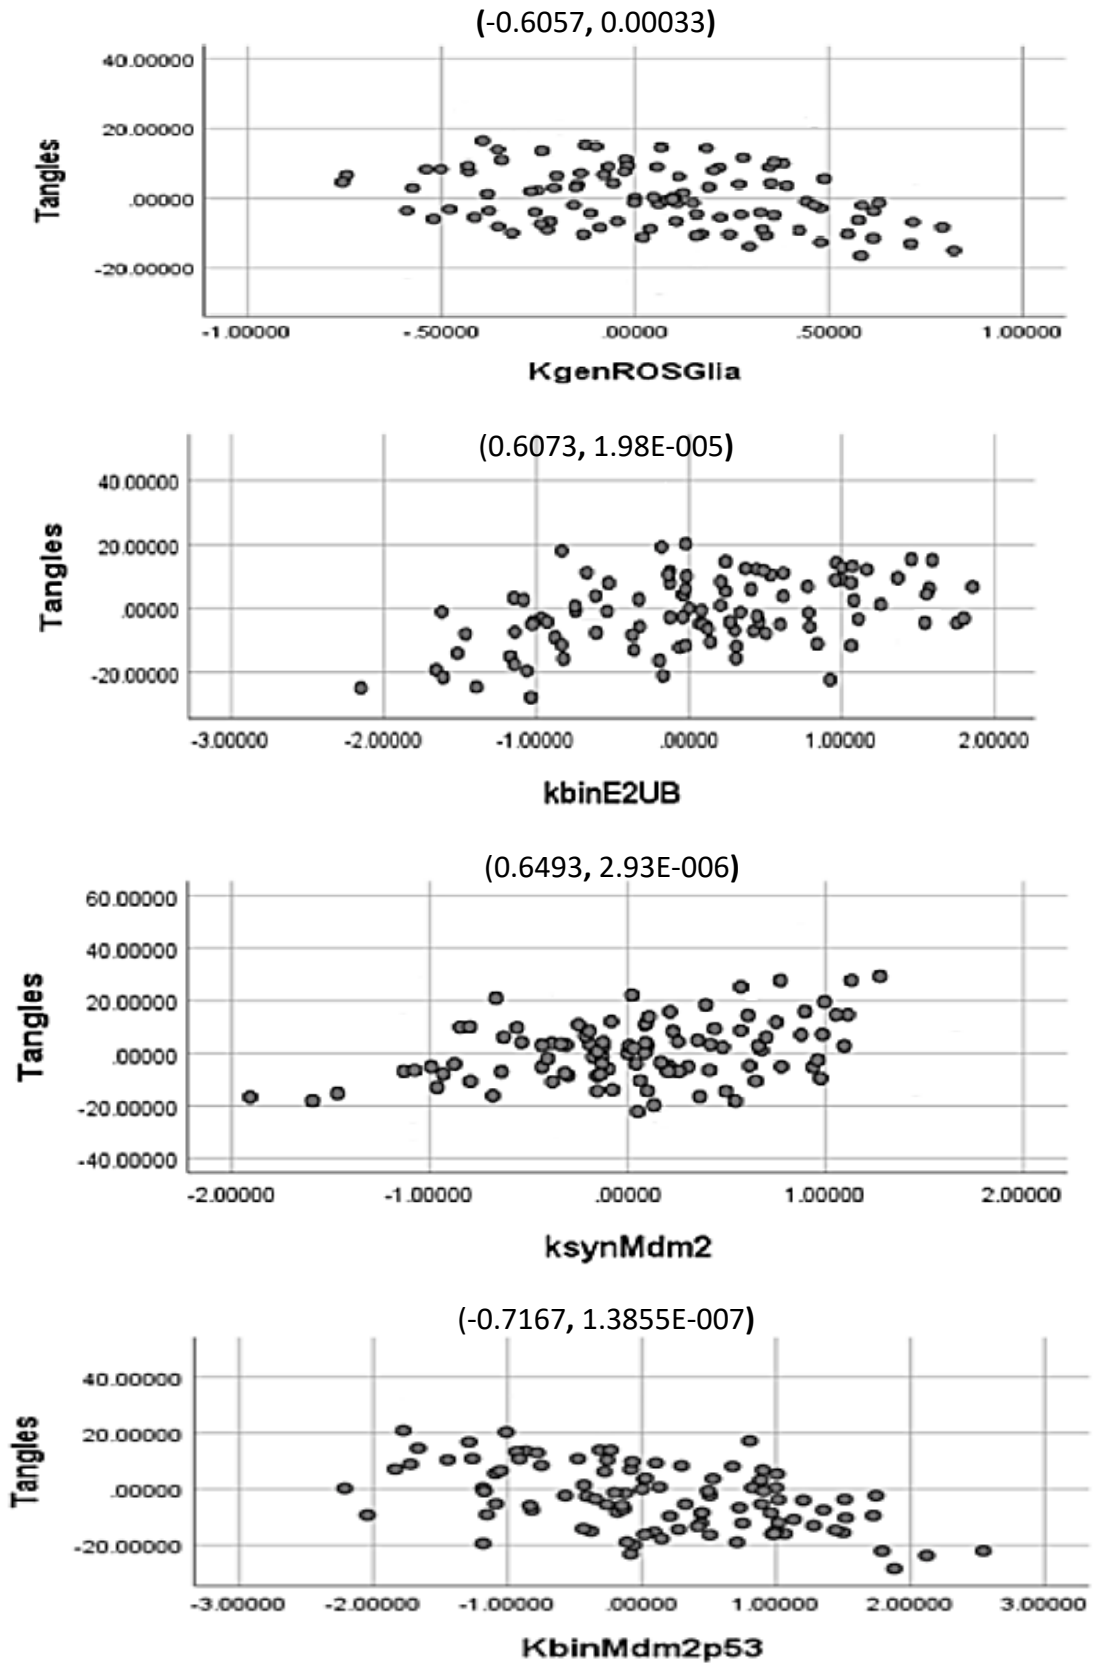 (-0.6057, 0.00033)
40.00000
20.00000
.00000
-20.00000
Tangles
-1.00000 -.50000 .00000 .50000 1.00000
KgenROSGlia
(0.6073, 1.98E-005)
40.00000
20.00000
.00000
-20.00000
Tangles
-3.00000 -2.00000 -1.00000 .00000 1.00000 2.00000
kbinE2UB
(0.6493, 2.93E-006)
60.00000
40.00000
20.00000
.00000
-20.00000
-40.00000
Tangles
-2.00000 -1.00000 .00000 1.00000 2.00000
ksynMdm2
(-0.7167, 1.3855E-007)
40.00000
20.00000
.00000
-20.00000
Tangles
-3.00000 -2.00000 -1.00000 .00000 1.00000 2.00000 3.00000
KbinMdm2p53